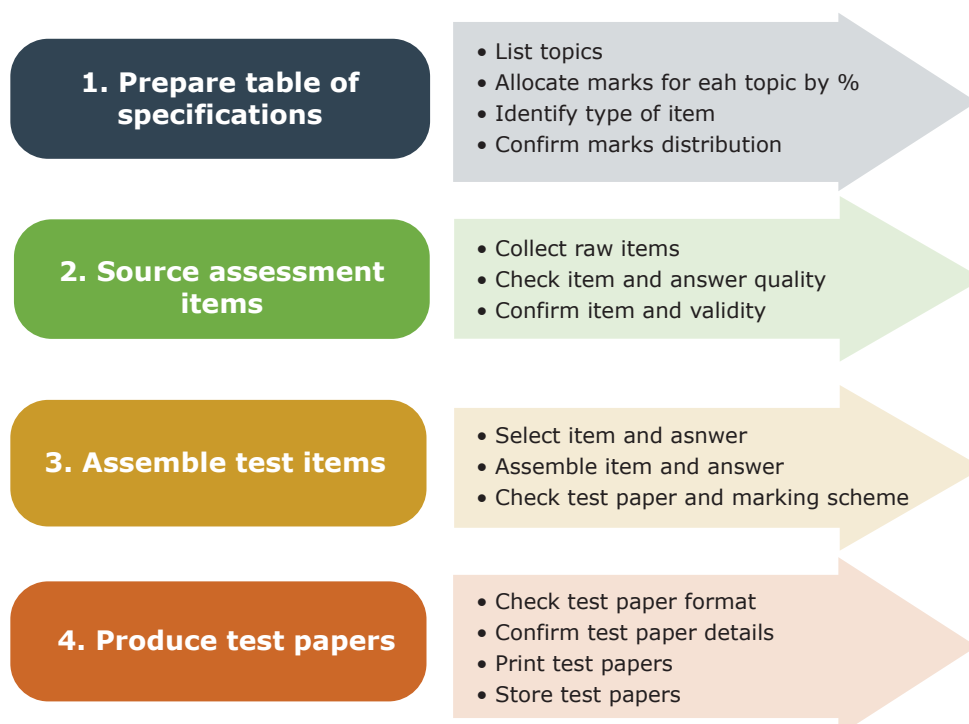 1. Prepare table of
specifications
• List topics
• Allocate marks for eah topic by %
• Identify type of item
• Confirm marks distribution
2. Source assessment
items
• Collect raw items
• Check item and answer quality
• Confirm item and validity
3. Assemble test items
• Select item and asnwer
• Assemble item and answer
• Check test paper and marking scheme
4. Produce test papers
• Check test paper format
• Confirm test paper details
• Print test papers
• Store test papers